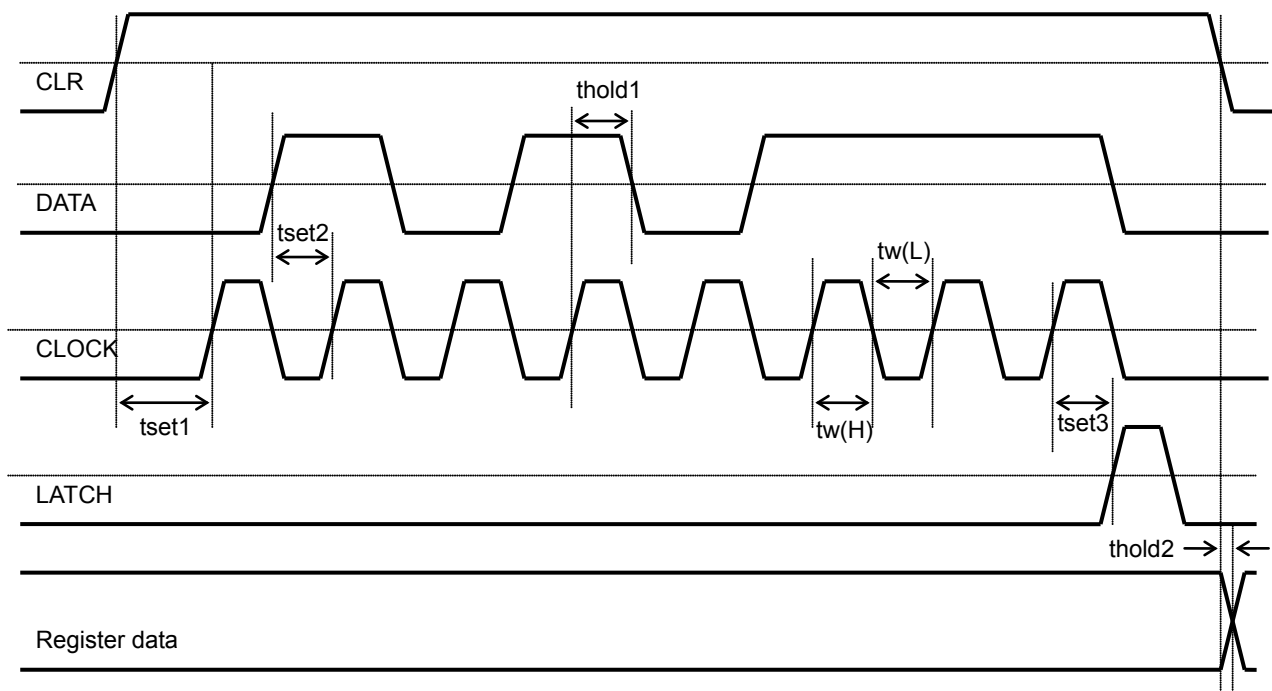 CLR
thold1
DATA
tset2
tw(L)
CLOCK
tset1
tw(H)
tset3
LATCH
thold2
Register data